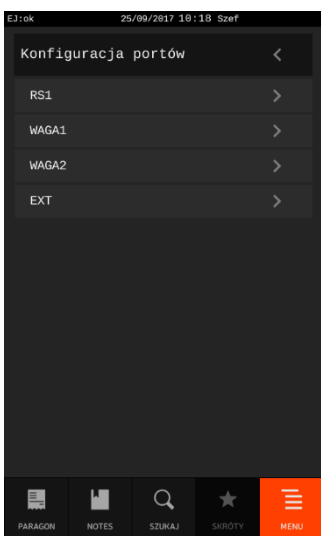 EJ:ok 25/09/2017 10:18 Szef
Konfiguracja portów
RS1
WAGA1
WAGA2
EXT
PARAGON NOTES SZUKAJ SKRÓTY MENU